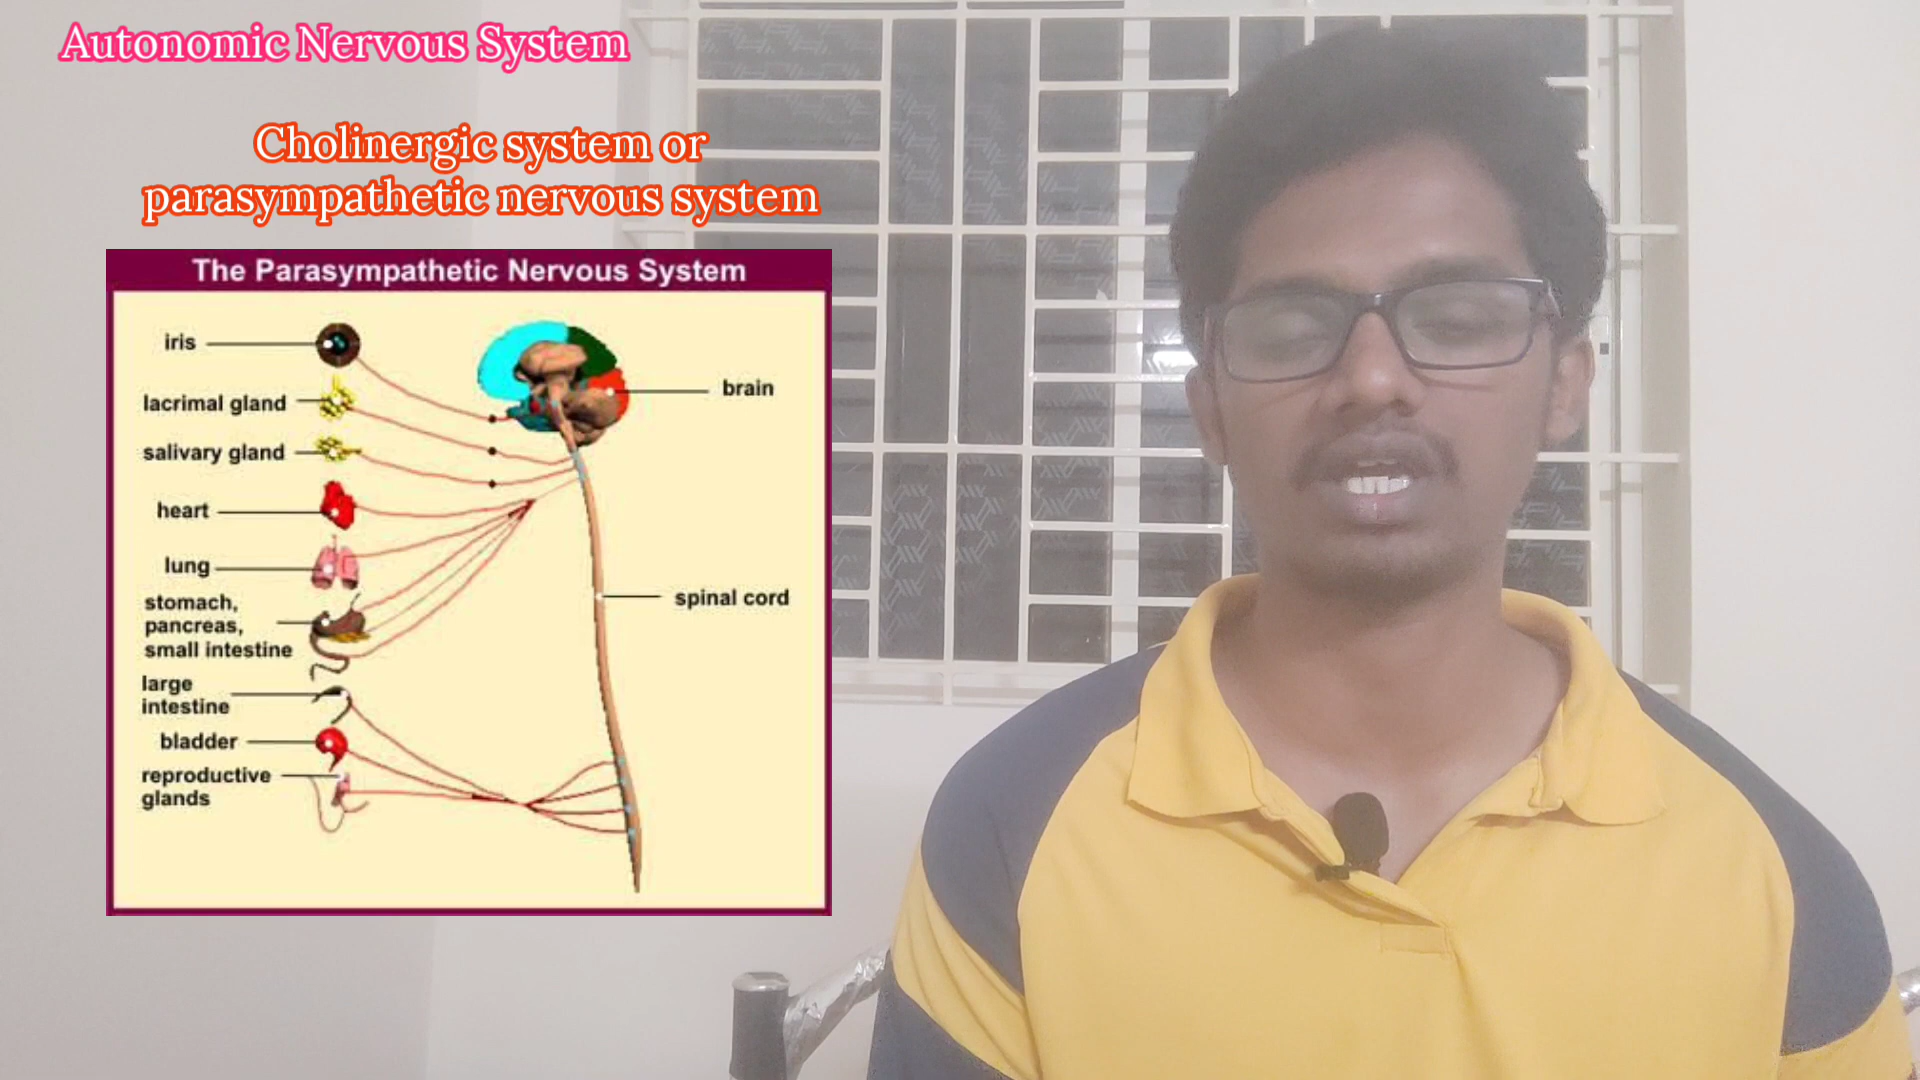 Autonomic Nervous System
Cholinergic system or
parasympathetic nervous system
The Parasympathetic Nervous System
iris
lacrimal gland
salivary gland
heart
lung
stomach,
pancreas,
small intestine
large
intestine
bladder
reproductive
glands
brain
spinal cord